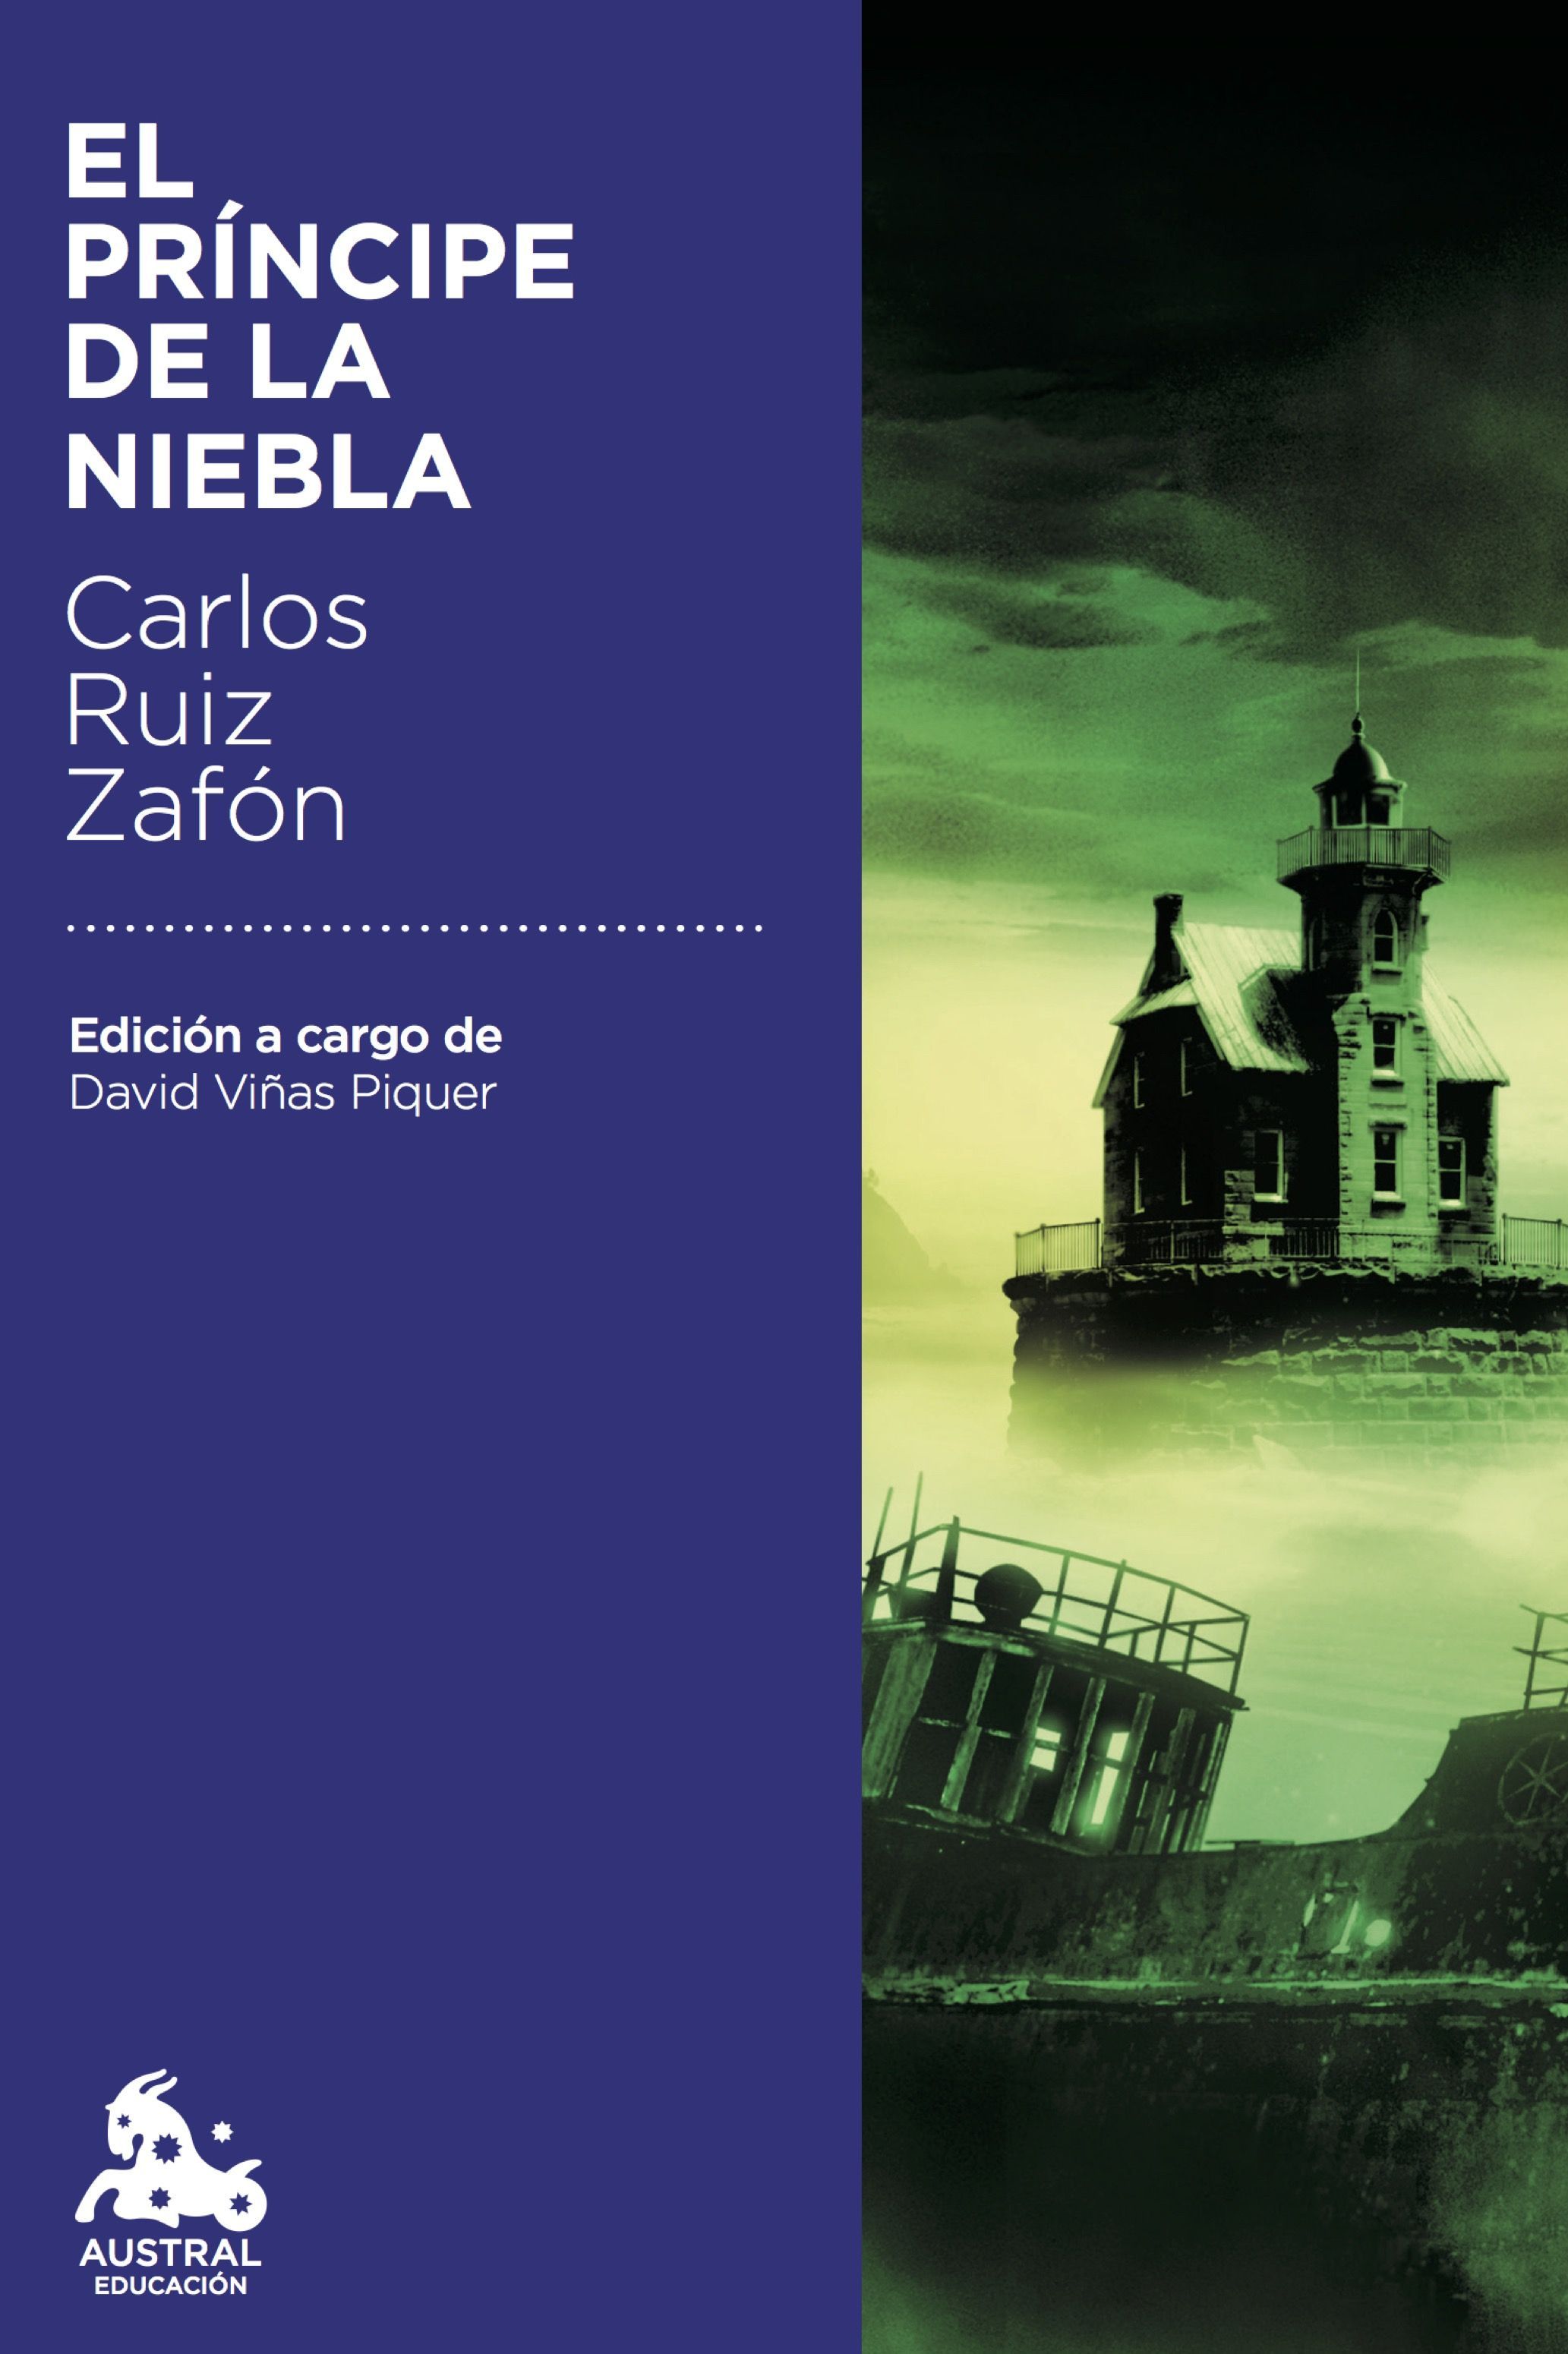 EL
PRÍNCIPE
DE LA
NIEBLA
Carlos
Ruiz
Zafón
Edición a cargo de
David Viñas Piquer
AUSTRAL
EDUCACIÓN